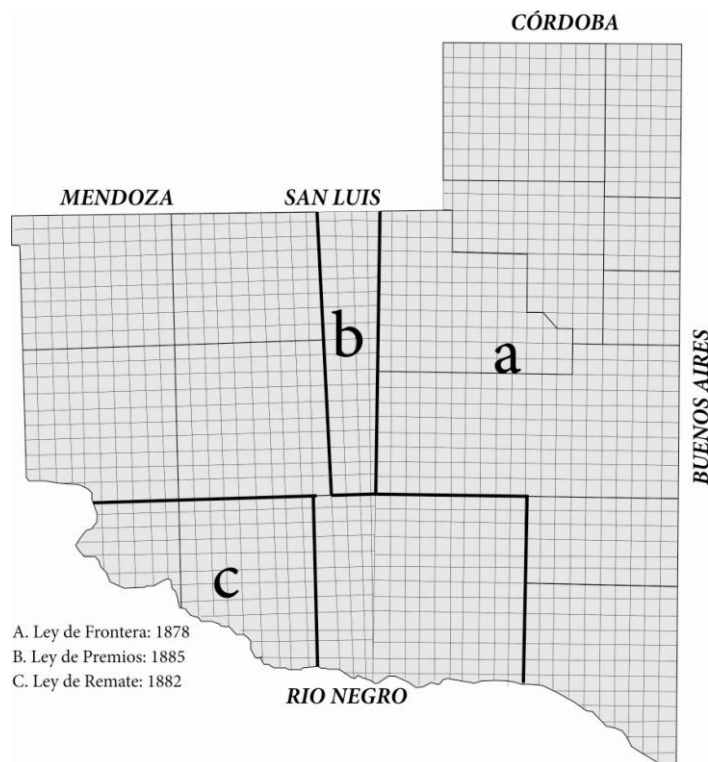 CÓRDOBA
MENDOZA
SAN LUIS
b
a
BUENOS AIRES
c
A. Ley de Frontera: 1878
B. Ley de Premios: 1885
C. Ley de Remate: 1882
RIO NEGRO